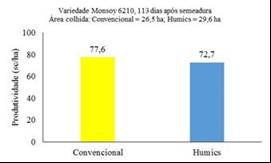 Variedade Monsoy 6210, 113 dias após semeadura
Área colhida: Convencional = 26,5 ha; Humics = 29,6 ha
Produtividade (sc/ha)
100
80
60
40
20
0
77,6
72,7
Convencional
Humics